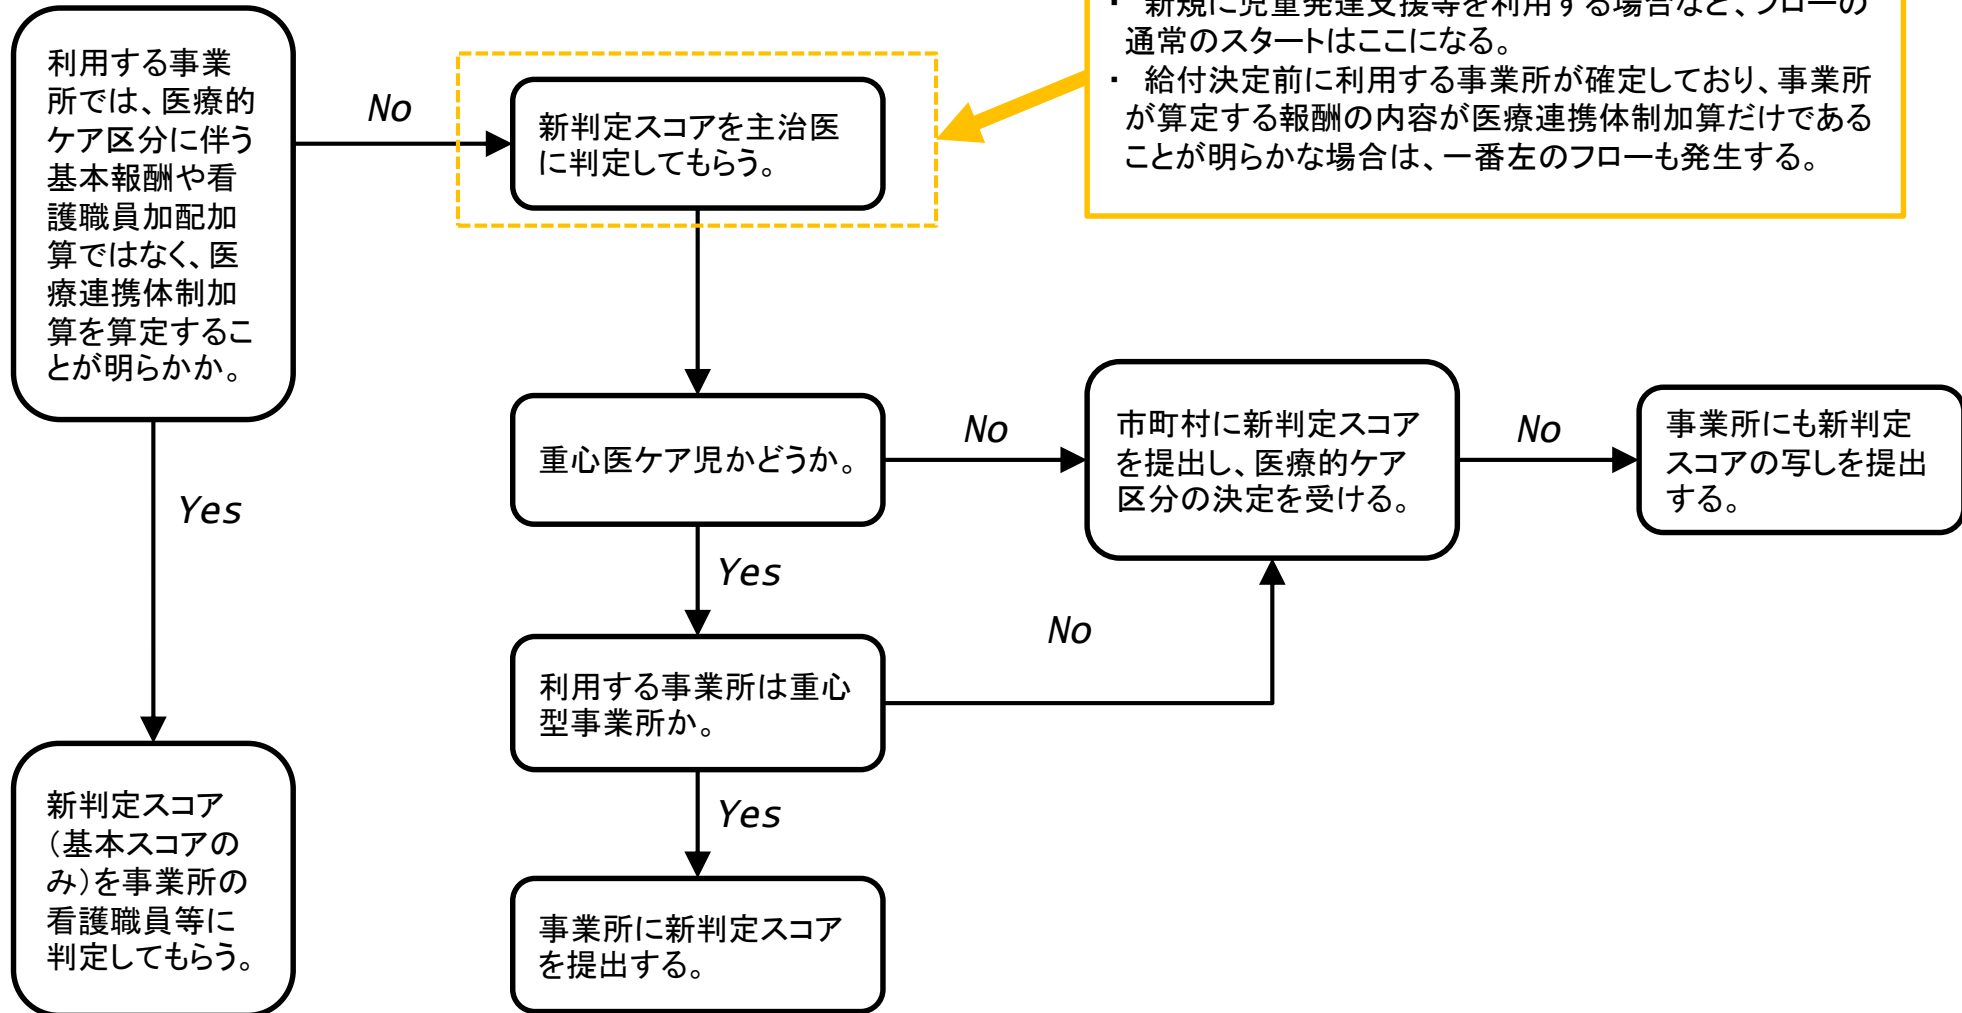 利用する事業
所では、医療的
ケア区分に伴う
基本報酬や看
護職員加配加
算ではなく、医
療連携体制加
算を算定するこ
とが明らかか。
No
新判定スコアを主治医
に判定してもらう。
・ 新規に児童発達支援等を利用する場合など、フローの
通常のスタートはここになる。
・ 給付決定前に利用する事業所が確定しており、事業所
が算定する報酬の内容が医療連携体制加算だけである
ことが明らかな場合は、一番左のフローも発生する。
Yes
新判定スコア
（基本スコアの
み）を事業所の
看護職員等に
判定してもらう。
重心医ケア児かどうか。
No
市町村に新判定スコア
を提出し、医療的ケア
区分の決定を受ける。
No
事業所にも新判定
スコアの写しを提出
する。
Yes
利用する事業所は重心
型事業所か。
No
Yes
事業所に新判定スコア
を提出する。